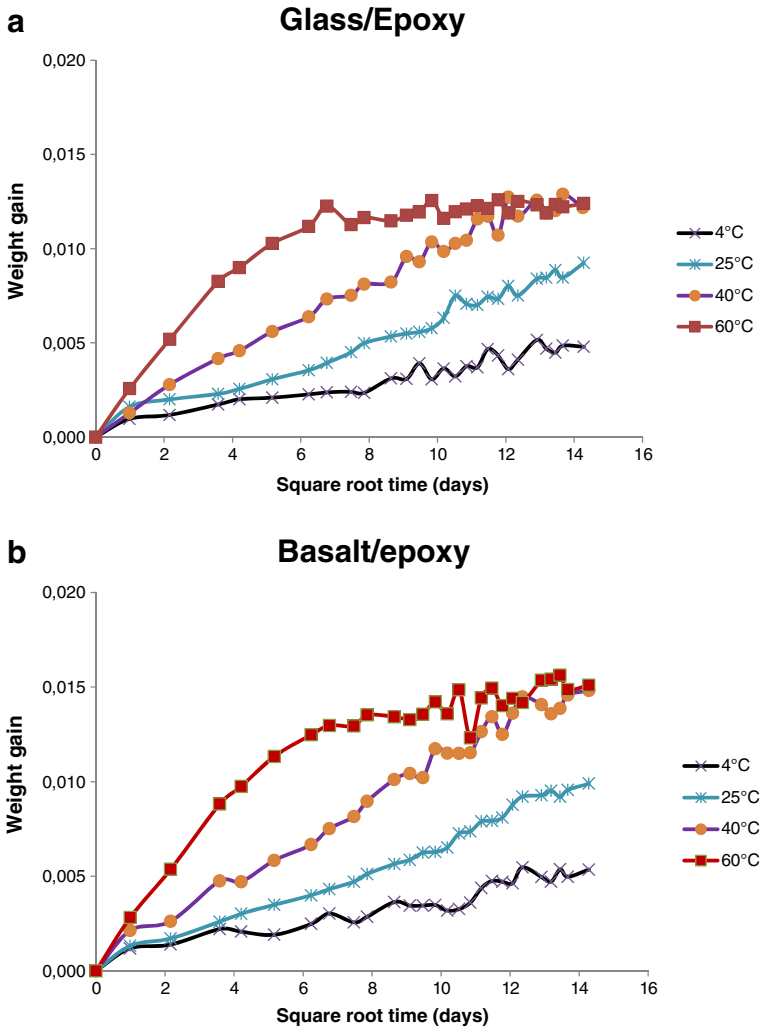 a
Glass/Epoxy
0,020
0,015
0,010
0,005
0,000
Weight gain
0 2 4 6 8 10 12 14 16
Square root time (days)
4°C
25°C
40°C
60°C
b
Basalt/epoxy
0,020
0,015
0,010
0,005
0,000
Weight gain
0 2 4 6 8 10 12 14 16
Square root time (days)
4°C
25°C
40°C
60°C